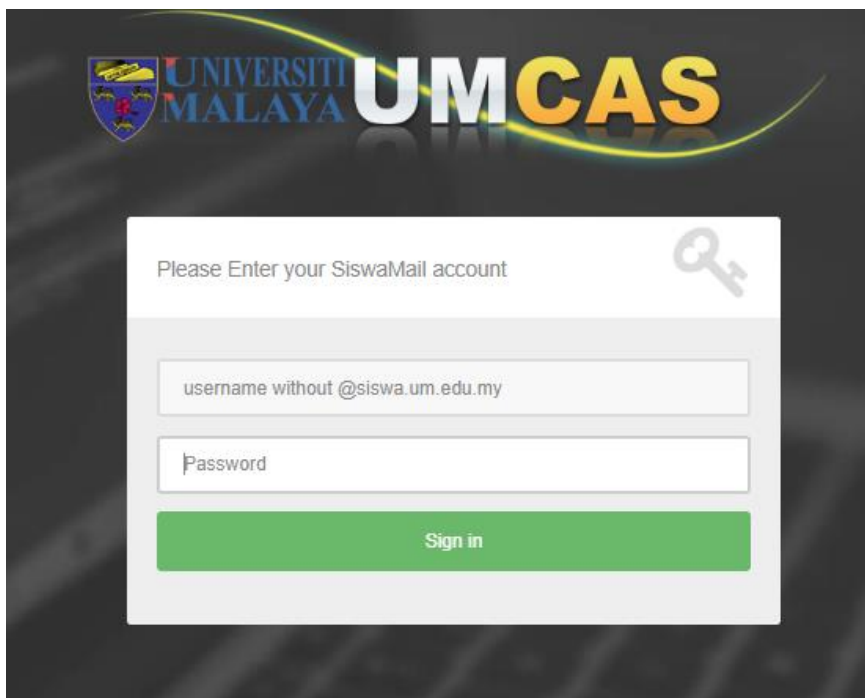 UNIVERSITI
MALAYA
UMCAS
Please Enter your SiswaMail account
username without @siswa.um.edu.my
Password
Sign in